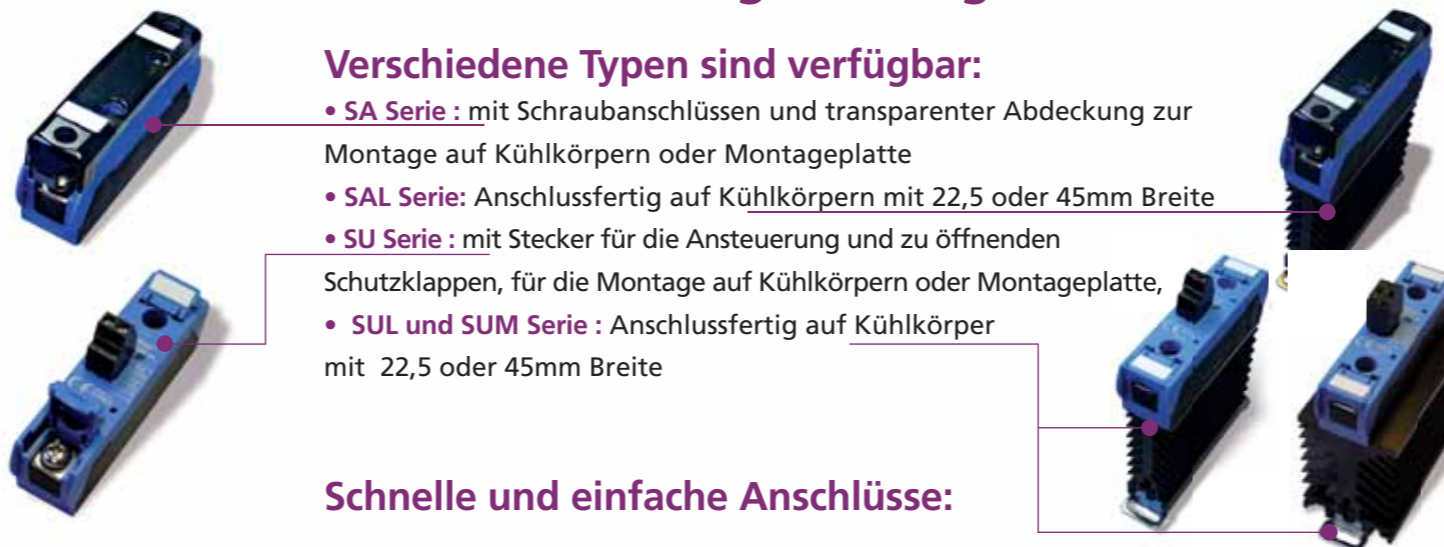 Verschiedene Typen sind verfügbar:
• SA Serie : mit Schraubanschlüssen und transparenter Abdeckung zur
Montage auf Kühlkörpern oder Montageplatte
• SAL Serie: Anschlussfertig auf Kühlkörpern mit 22,5 oder 45mm Breite
• SU Serie : mit Stecker für die Ansteuerung und zu öffnenden
Schutzklappen, für die Montage auf Kühlkörpern oder Montageplatte,
• SUL und SUM Serie : Anschlussfertig auf Kühlkörper
mit 22,5 oder 45mm Breite
Schnelle und einfache Anschlüsse: